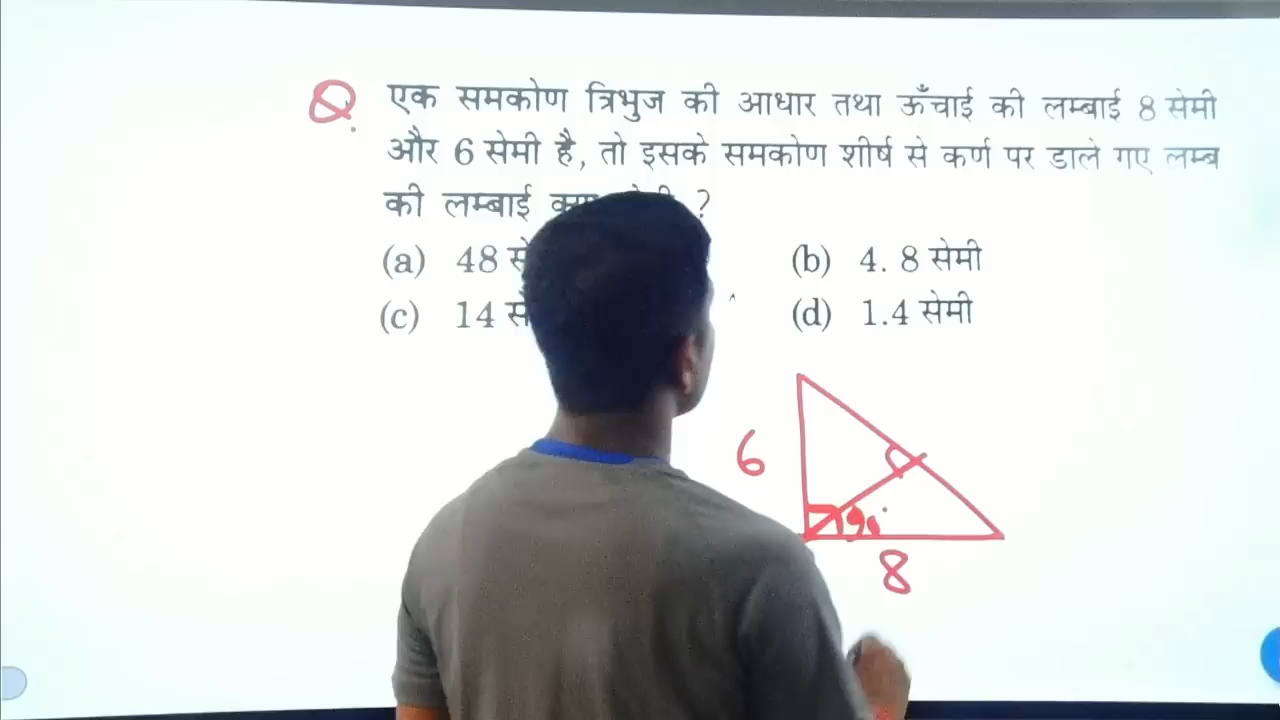 Q. एक समकोण त्रिभुज की आधार तथा ऊँचाई की लम्बाई 8 सेमी
और 6 सेमी है, तो इसके समकोण शीर्ष से कर्ण पर डाले गए लम्ब
की लम्बाई ?
(a) 48 (b) 4. 8 सेमी
(c) 14 (d) 1.4 सेमी
6
90°
8